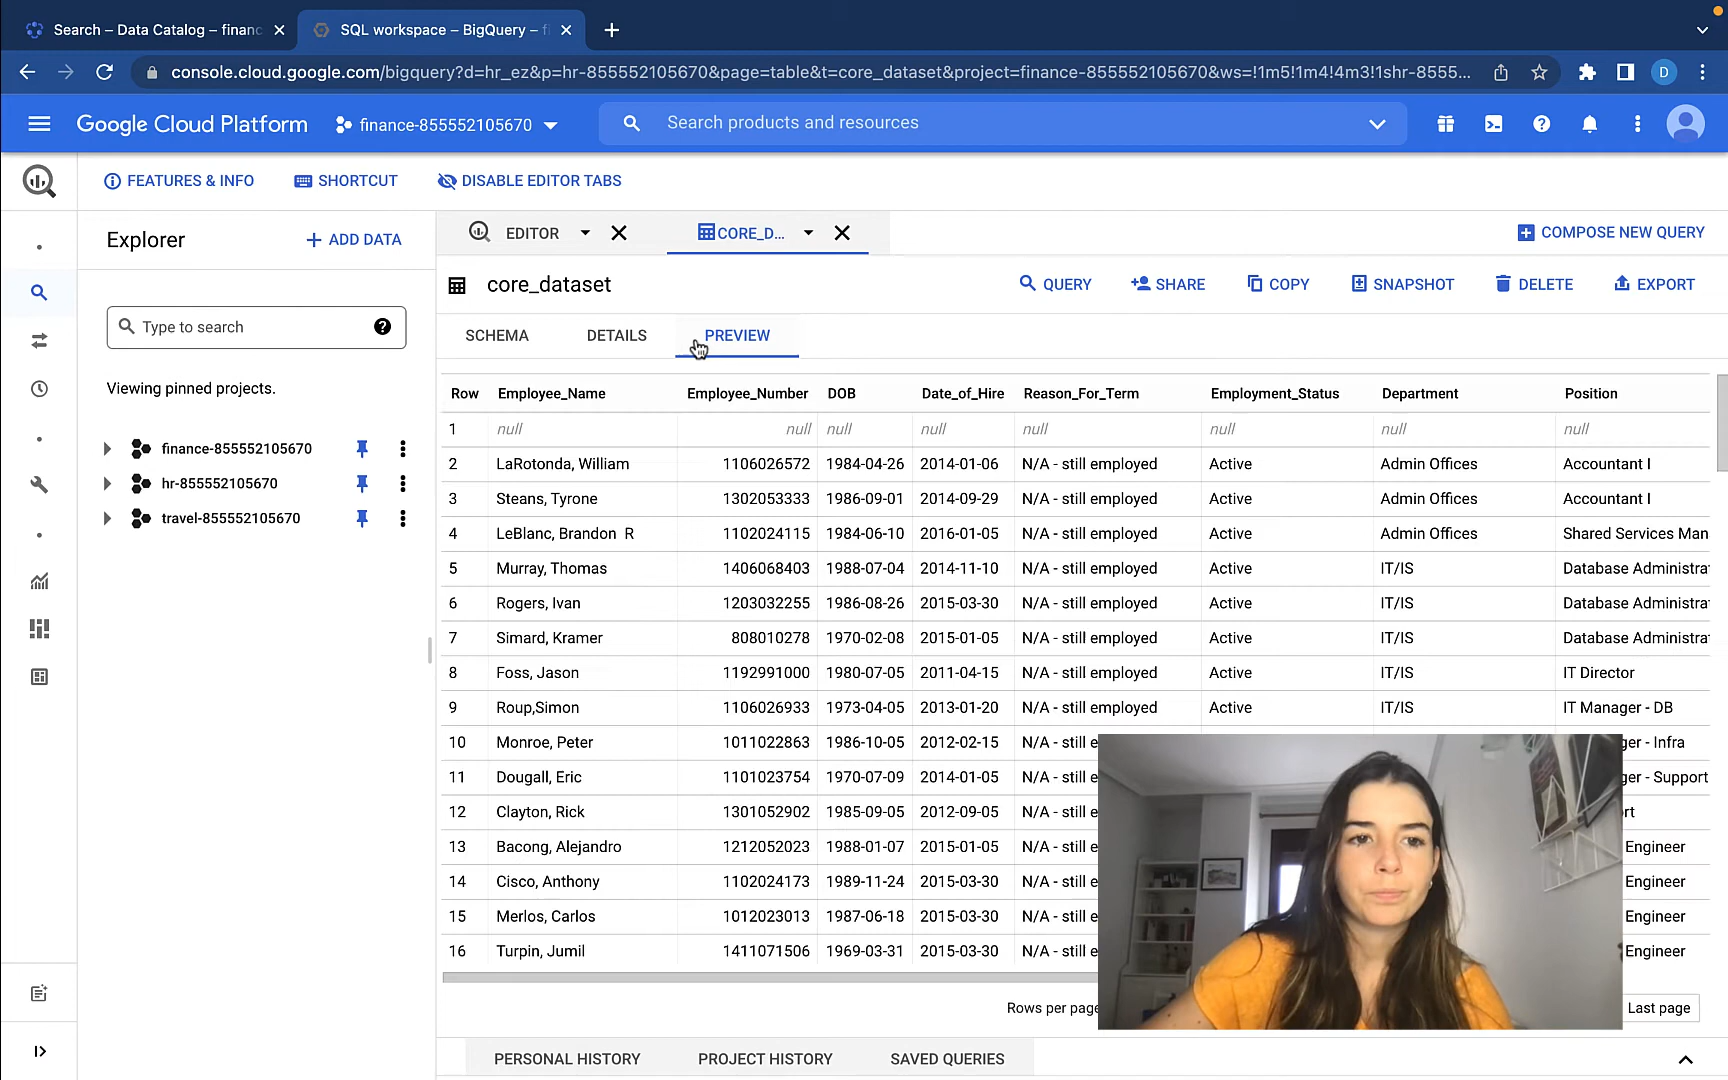 Search – Data Catalog – financ
SQL workspace – BigQuery – f
console.cloud.google.com/bigquery?d=hr_ez&p=hr-855552105670&page=table&t=core_dataset&project=finance-855552105670&ws=!1m5!1m4!4m3!1shr-8555...
D
Google Cloud Platform
finance-855552105670
Search products and resources
FEATURES & INFO
SHORTCUT
DISABLE EDITOR TABS
Explorer
ADD DATA
EDITOR
CORE_D...
COMPOSE NEW QUERY
core_dataset
QUERY
SHARE
COPY
SNAPSHOT
DELETE
EXPORT
Type to search
SCHEMA
DETAILS
PREVIEW
Viewing pinned projects.
finance-855552105670
hr-855552105670
travel-855552105670
Row Employee_Name Employee_Number DOB Date_of_Hire Reason_For_Term Employment_Status Department Position
1 null null null null null null null null
2 LaRotonda, William 1106026572 1984-04-26 2014-01-06 N/A - still employed Active Admin Offices Accountant I
3 Steans, Tyrone 1302053333 1986-09-01 2014-09-29 N/A - still employed Active Admin Offices Accountant I
4 LeBlanc, Brandon R 1102024115 1984-06-10 2016-01-05 N/A - still employed Active Admin Offices Shared Services Man
5 Murray, Thomas 1406068403 1988-07-04 2014-11-10 N/A - still employed Active IT/IS Database Administra
6 Rogers, Ivan 1203032255 1986-08-26 2015-03-30 N/A - still employed Active IT/IS Database Administra
7 Simard, Kramer 808010278 1970-02-08 2015-01-05 N/A - still employed Active IT/IS Database Administra
8 Foss, Jason 1192991000 1980-07-05 2011-04-15 N/A - still employed Active IT/IS IT Director
9 Roup,Simon 1106026933 1973-04-05 2013-01-20 N/A - still employed Active IT/IS IT Manager - DB
10 Monroe, Peter 1011022863 1986-10-05 2012-02-15 N/A - still e ger - Infra
11 Dougall, Eric 1101023754 1970-07-09 2014-01-05 N/A - still e ger - Support
12 Clayton, Rick 1301052902 1985-09-05 2012-09-05 N/A - still e rt
13 Bacong, Alejandro 1212052023 1988-01-07 2015-01-05 N/A - still e Engineer
14 Cisco, Anthony 1102024173 1989-11-24 2015-03-30 N/A - still e Engineer
15 Merlos, Carlos 1012023013 1987-06-18 2015-03-30 N/A - still e Engineer
16 Turpin, Jumil 1411071506 1969-03-31 2015-03-30 N/A - still e Engineer
Rows per page
Last page
PERSONAL HISTORY
PROJECT HISTORY
SAVED QUERIES